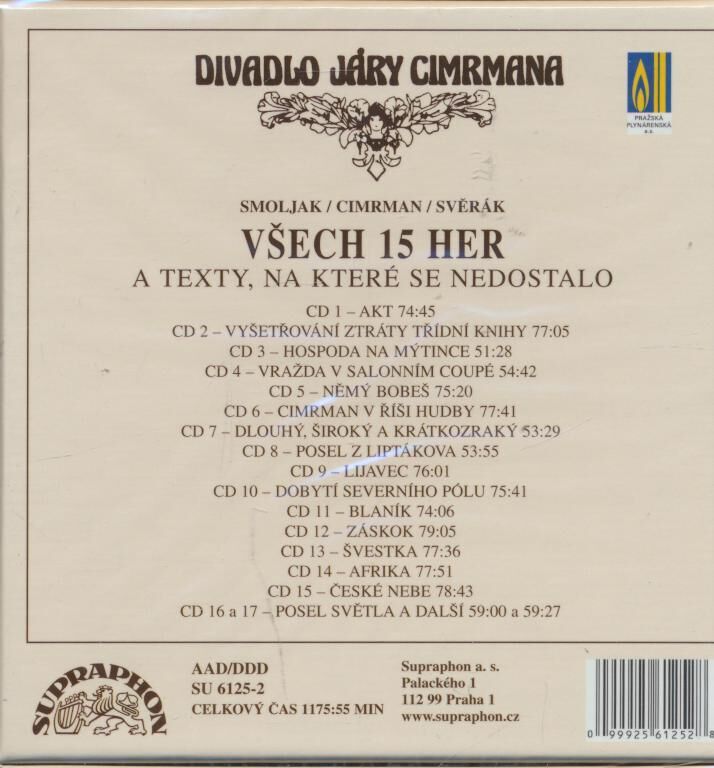 DIVADLO JÁRY CIMRMANA
PRAŽSKÁ
PLYNÁRENSKÁ
a.s.
SMOLJAK / CIMRMAN / SVĚRÁK
VŠECH 15 HER
A TEXTY, NA KTERÉ SE NEDOSTALO
CD 1 – AKT 74:45
CD 2 – VYŠETŘOVÁNÍ ZTRÁTY TŘÍDNÍ KNIHY 77:05
CD 3 – HOSPODA NA MÝTINCE 51:28
CD 4 – VRAŽDA V SALONNÍM COUPÉ 54:42
CD 5 – NĚMÝ BOBEŠ 75:20
CD 6 – CIMRMAN V ŘÍŠI HUDBY 77:41
CD 7 – DLOUHÝ, ŠIROKÝ A KRÁTKOZRAKÝ 53:29
CD 8 – POSEL Z LIPTÁKOVA 53:55
CD 9 – LIJAVEC 76:01
CD 10 – DOBYTÍ SEVERNÍHO PÓLU 75:41
CD 11 – BLANÍK 74:06
CD 12 – ZÁSKOK 79:05
CD 13 – ŠVESTKA 77:36
CD 14 – AFRIKA 77:51
CD 15 – ČESKÉ NEBE 78:43
CD 16 a 17 – POSEL SVĚTLA A DALŠÍ 59:00 a 59:27
SUPRAPHON
AAD/DDD
SU 6125-2
CELKOVÝ ČAS 1175:55 MIN
Supraphon a. s.
Palackého 1
112 99 Praha 1
www.supraphon.cz
0 99925 61252 8